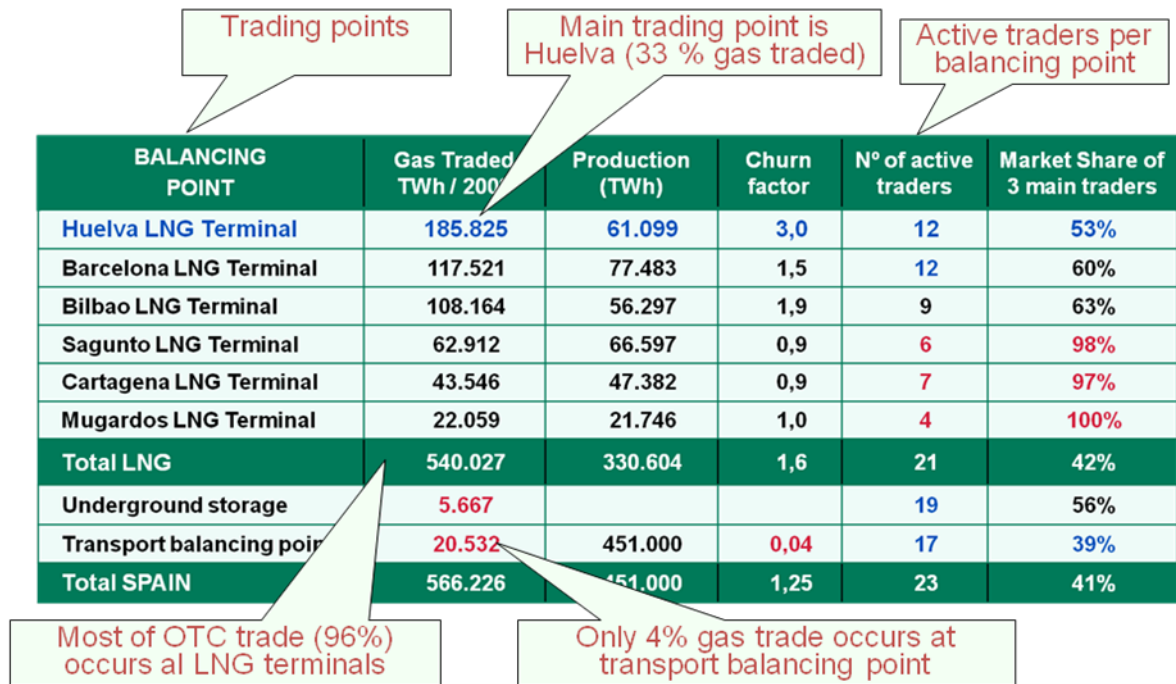 Trading points
Main trading point is
Huelva (33 % gas traded)
Active traders per
balancing point
BALANCING
POINT
Gas Traded
TWh / 200
Production
(TWh)
Churn
factor
Nº of active
traders
Market Share of
3 main traders
Huelva LNG Terminal 185.825 61.099 3,0 12 53%
Barcelona LNG Terminal 117.521 77.483 1,5 12 60%
Bilbao LNG Terminal 108.164 56.297 1,9 9 63%
Sagunto LNG Terminal 62.912 66.597 0,9 6 98%
Cartagena LNG Terminal 43.546 47.382 0,9 7 97%
Mugardos LNG Terminal 22.059 21.746 1,0 4 100%
Total LNG 540.027 330.604 1,6 21 42%
Underground storage 5.667 19 56%
Transport balancing poin 20.532 451.000 0,04 17 39%
Total SPAIN 566.226 451.000 1,25 23 41%
Most of OTC trade (96%)
occurs al LNG terminals
Only 4% gas trade occurs at
transport balancing point